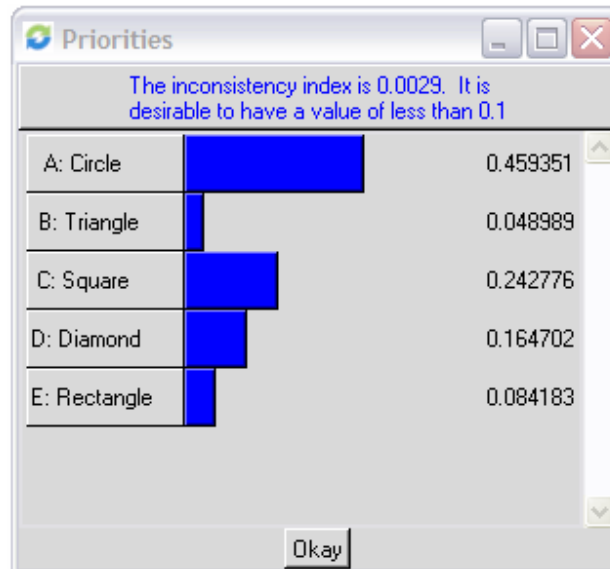 Priorities
The inconsistency index is 0.0029. It is
desirable to have a value of less than 0.1
A: Circle 0.459351
B: Triangle 0.048989
C: Square 0.242776
D: Diamond 0.164702
E: Rectangle 0.084183
Okay